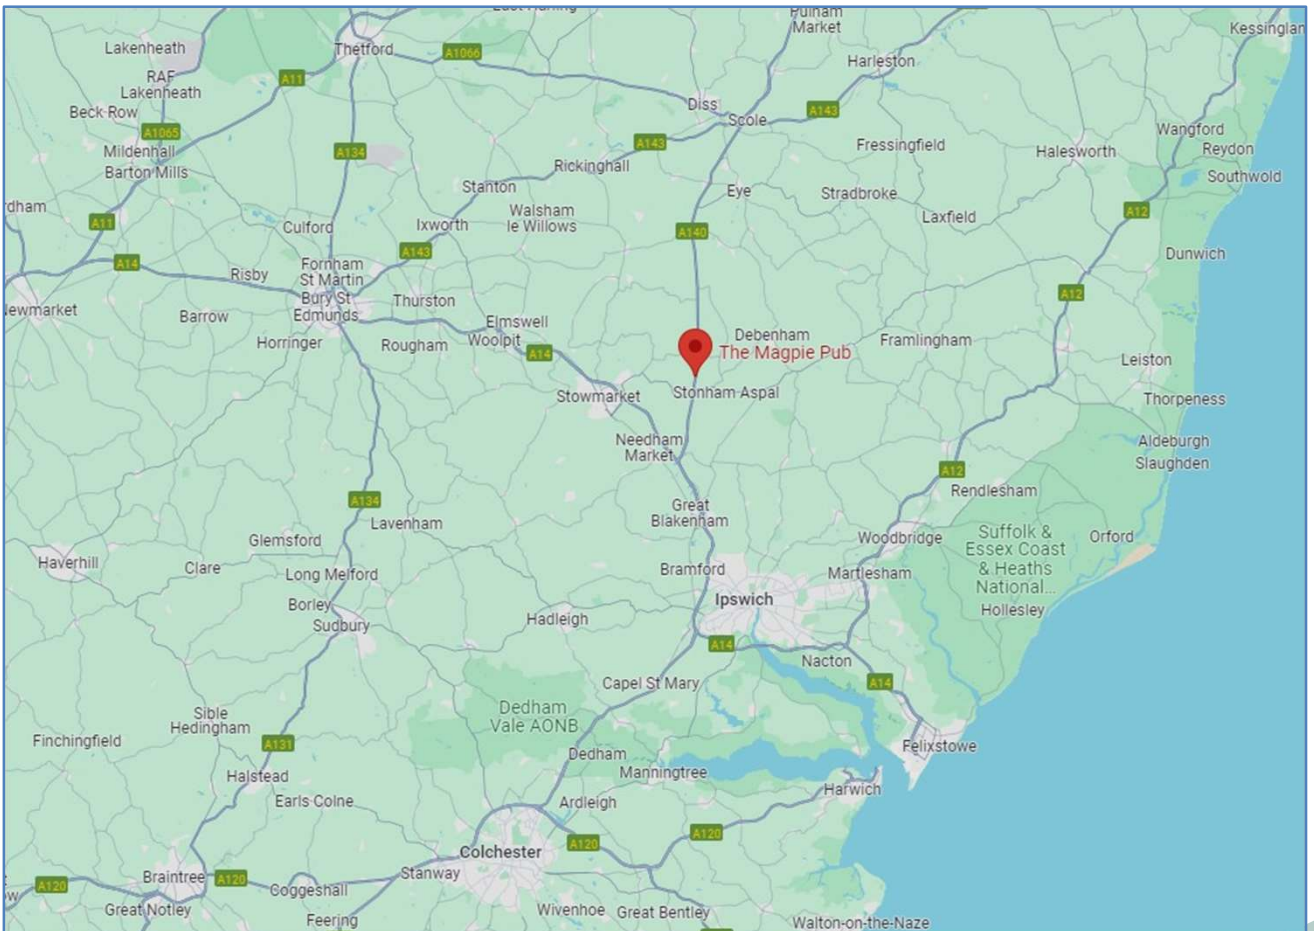 Pulham
Market
Kessinglan
Lakenheath
Thetford
A1066
Harleston
RAF
Lakenheath
A11
Diss
Beck Row
A143
Scole
A1065
Wangford
Mildenhall
A134
A143
Fressingfield
Halesworth
Reydon
Barton Mills
Rickinghall
Southwold
Stanton
Eye
Stradbroke
rdham
A11
Walsham
le Willows
A12
Laxfield
Culford
Ixworth
A140
A143
Dunwich
A14
Fornham
St Martin
Risby
A12
Bury St
Edmunds
Thurston
ewmarket
Barrow
Elmswell
Debenham
Horringer
Rougham
Woolpit
A14
The Magpie Pub
Framlingham
Leiston
Stowmarket
Stonham Aspal
Thorpeness
Needham
Market
Aldeburgh
A12
Slaughden
A134
Rendlesham
Great
Blakenham
Lavenham
Glemsford
Woodbridge
Suffolk &
Essex Coast
& Heaths
National...
Orford
Haverhill
Clare
Long Melford
Bramford
Martlesham
Ipswich
Borley
Sudbury
Hadleigh
Hollesley
A14
Nacton
Capel St Mary
A14
Dedham
Vale AONB
Sible
Hedingham
Finchingfield
A131
Felixstowe
Dedham
Halstead
Manningtree
Harwich
Earls Colne
Ardleigh
A120
A120
Colchester
Braintree
A120
Stanway
A120
Coggeshall
Great Notley
Feering
Wivenhoe
Great Bentley
Walton-on-the-Naze